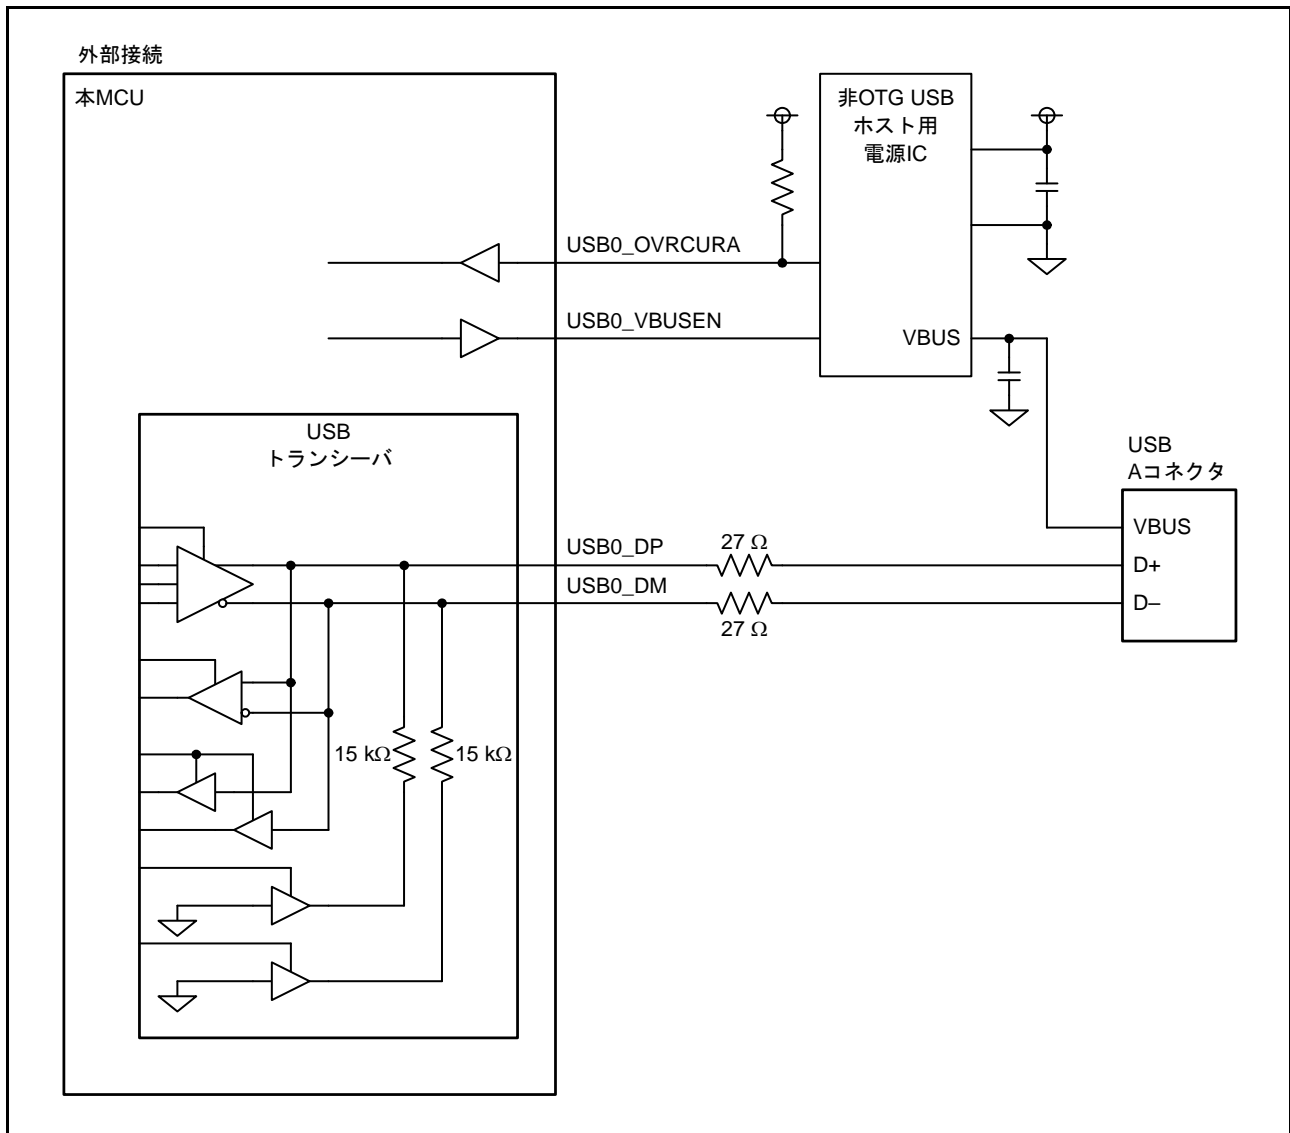 外部接続
本MCU
非OTG USB
ホスト用
電源IC
USB0_OVRCURA
USB0_VBUSEN
VBUS
USB
トランシーバ
USB
Aコネクタ
VBUS
D+
D–
USB0_DP
27 Ω
USB0_DM
27 Ω
15 kΩ
15 kΩ